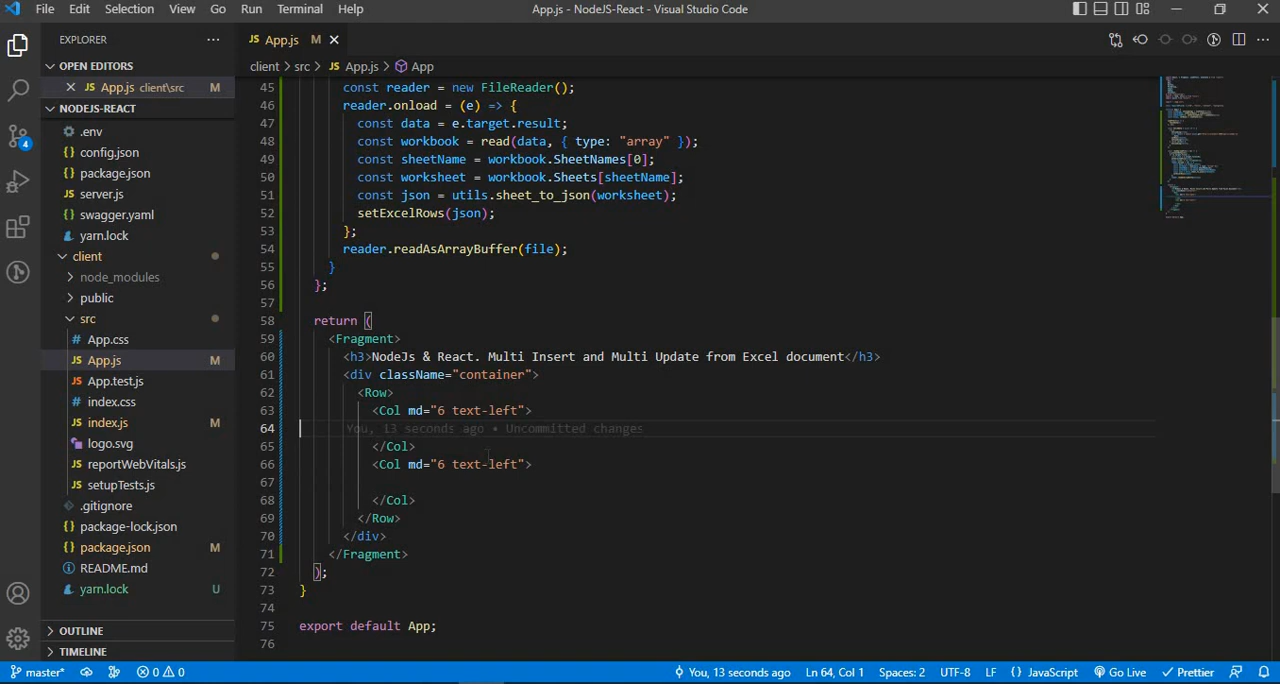 File Edit Selection View Go Run Terminal Help App.js - NodeJS-React - Visual Studio Code
EXPLORER
OPEN EDITORS
App.js client\src M
NODEJS-REACT
.env
config.json
package.json
server.js
swagger.yaml
yarn.lock
client
node_modules
public
src
App.css
App.js M
App.test.js
index.css
index.js M
logo.svg
reportWebVitals.js
setupTests.js
.gitignore
package-lock.json
package.json M
README.md
yarn.lock U
OUTLINE
TIMELINE
4
JS App.js M
client > src > JS App.js > App
45 const reader = new FileReader();
46 reader.onload = (e) => {
47 const data = e.target.result;
48 const workbook = read(data, { type: "array" });
49 const sheetName = workbook.SheetNames[0];
50 const worksheet = workbook.Sheets[sheetName];
51 const json = utils.sheet_to_json(worksheet);
52 setExcelRows(json);
53 };
54 reader.readAsArrayBuffer(file);
55 }
56 };
57
58 return (
59 <Fragment>
60 <h3>NodeJs & React. Multi Insert and Multi Update from Excel document</h3>
61 <div className="container">
62 <Row>
63 <Col md="6 text-left">
64 You, 13 seconds ago • Uncommitted changes
65 </Col>
66 <Col md="6 text-left">
67
68 </Col>
69 </Row>
70 </div>
71 </Fragment>
72 );
73 }
74
75 export default App;
76
master* 0 0 You, 13 seconds ago Ln 64, Col 1 Spaces: 2 UTF-8 LF {} JavaScript Go Live Prettier